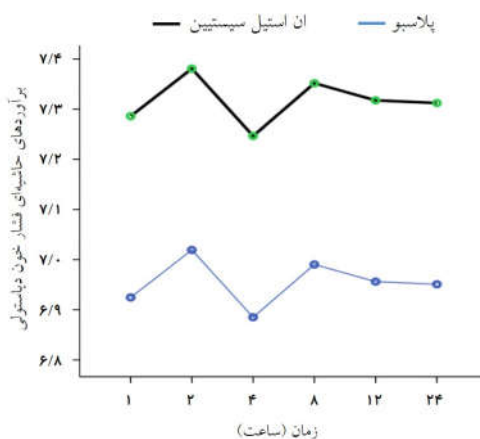 ان استیل سیستیین
پلاسبو
برآوردهای حاشیه‌ای فشار خون دیاستولی
۷/۴
۷/۳
۷/۲
۷/۱
۷/۰
۶/۹
۶/۸
۱ ۲ ۴ ۸ ۱۲ ۲۴
زمان (ساعت)